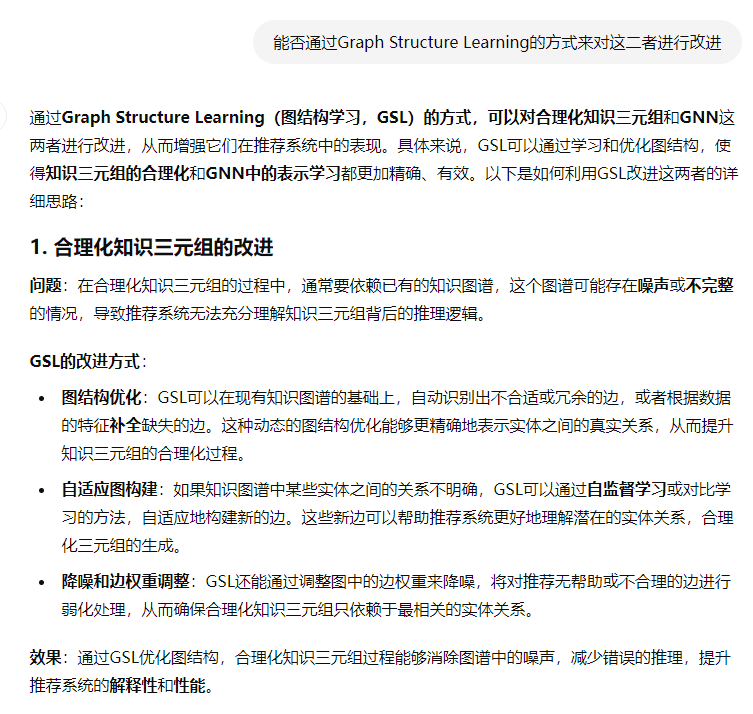 能否通过Graph Structure Learning的方式来对这二者进行改进
通过Graph Structure Learning（图结构学习，GSL）的方式，可以对合理化知识三元组和GNN这
两者进行改进，从而增强它们在推荐系统中的表现。具体来说，GSL可以通过学习和优化图结构，使
得知识三元组的合理化和GNN中的表示学习都更加精确、有效。以下是如何利用GSL改进这两者的详
细思路：
1. 合理化知识三元组的改进
问题：在合理化知识三元组的过程中，通常要依赖已有的知识图谱，这个图谱可能存在噪声或不完整
的情况，导致推荐系统无法充分理解知识三元组背后的推理逻辑。
GSL的改进方式：
• 图结构优化：GSL可以在现有知识图谱的基础上，自动识别出不合适或冗余的边，或者根据数据
的特征补全缺失的边。这种动态的图结构优化能够更精确地表示实体之间的真实关系，从而提升
知识三元组的合理化过程。
• 自适应图构建：如果知识图谱中某些实体之间的关系不明确，GSL可以通过自监督学习或对比学
习的方法，自适应地构建新的边。这些新边可以帮助推荐系统更好地理解潜在的实体关系，合理
化三元组的生成。
• 降噪和边权重调整：GSL还能通过调整图中的边权重来降噪，将对推荐无帮助或不合理的边进行
弱化处理，从而确保合理化知识三元组只依赖于最相关的实体关系。
效果：通过GSL优化图结构，合理化知识三元组过程能够消除图谱中的噪声，减少错误的推理，提升
推荐系统的解释性和性能。